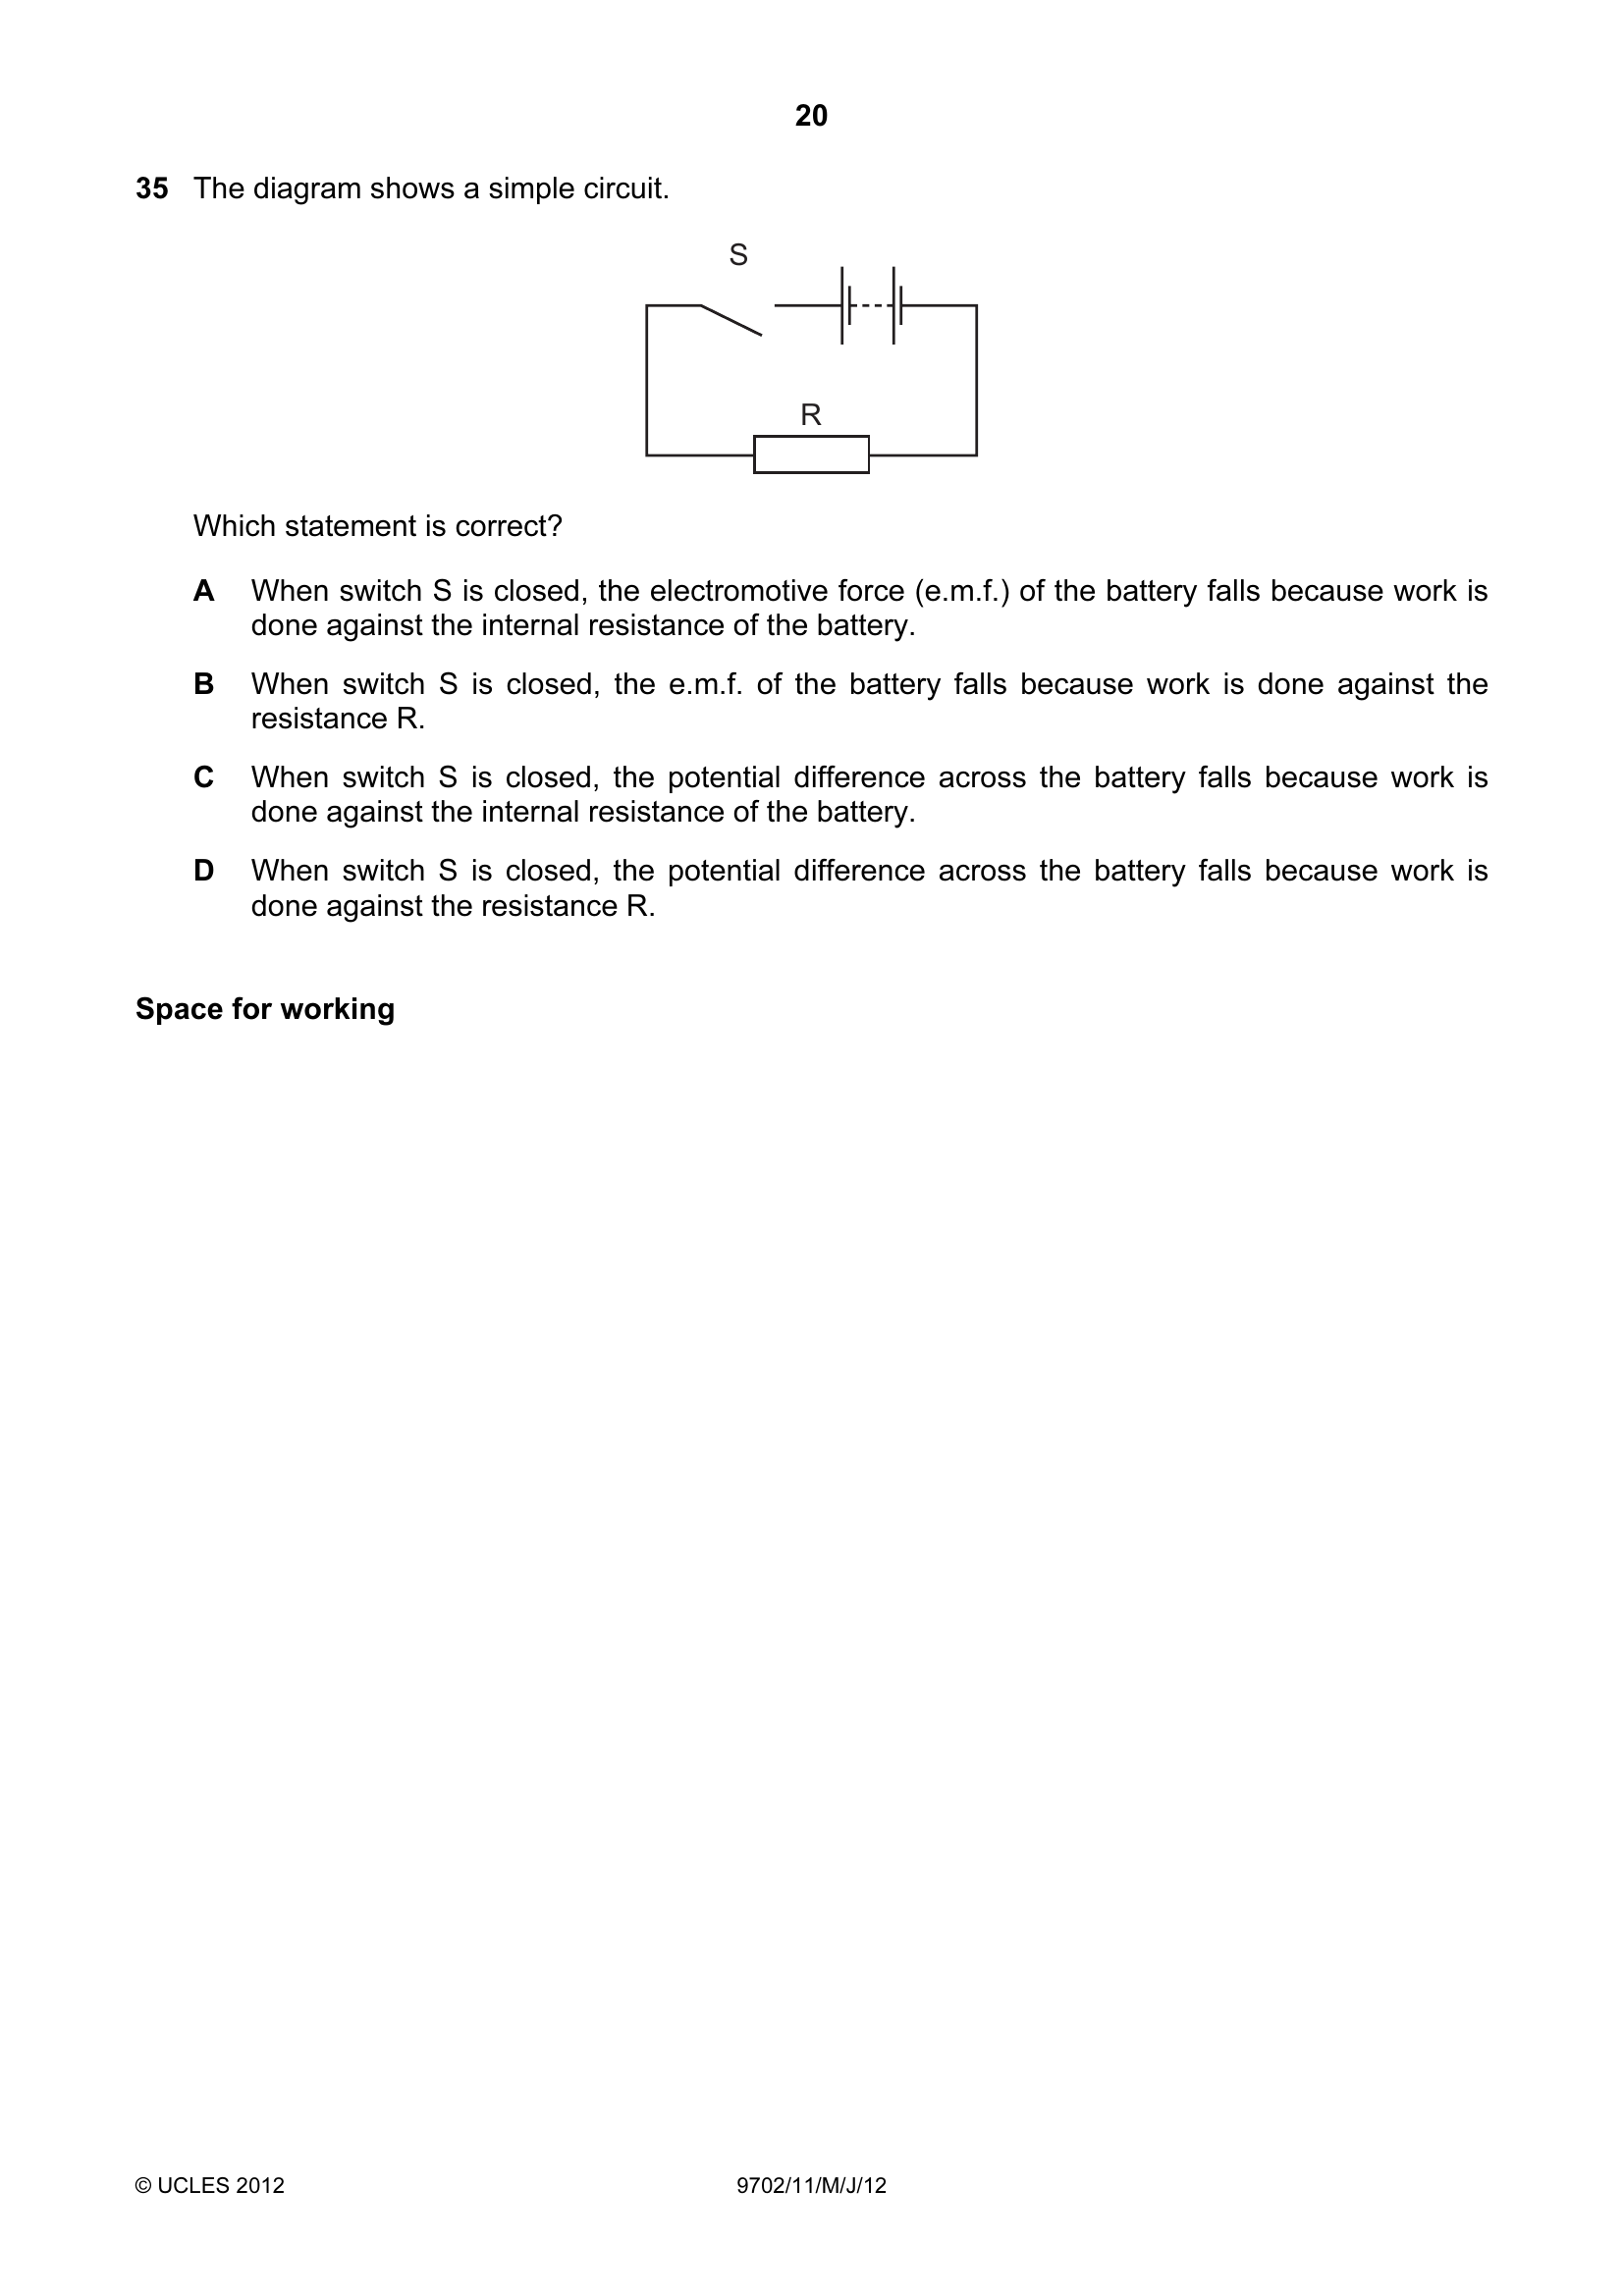 20
35 The diagram shows a simple circuit.
S
R
Which statement is correct?
A When switch S is closed, the electromotive force (e.m.f.) of the battery falls because work is
done against the internal resistance of the battery.
B When switch S is closed, the e.m.f. of the battery falls because work is done against the
resistance R.
C When switch S is closed, the potential difference across the battery falls because work is
done against the internal resistance of the battery.
D When switch S is closed, the potential difference across the battery falls because work is
done against the resistance R.
Space for working
© UCLES 2012 9702/11/M/J/12